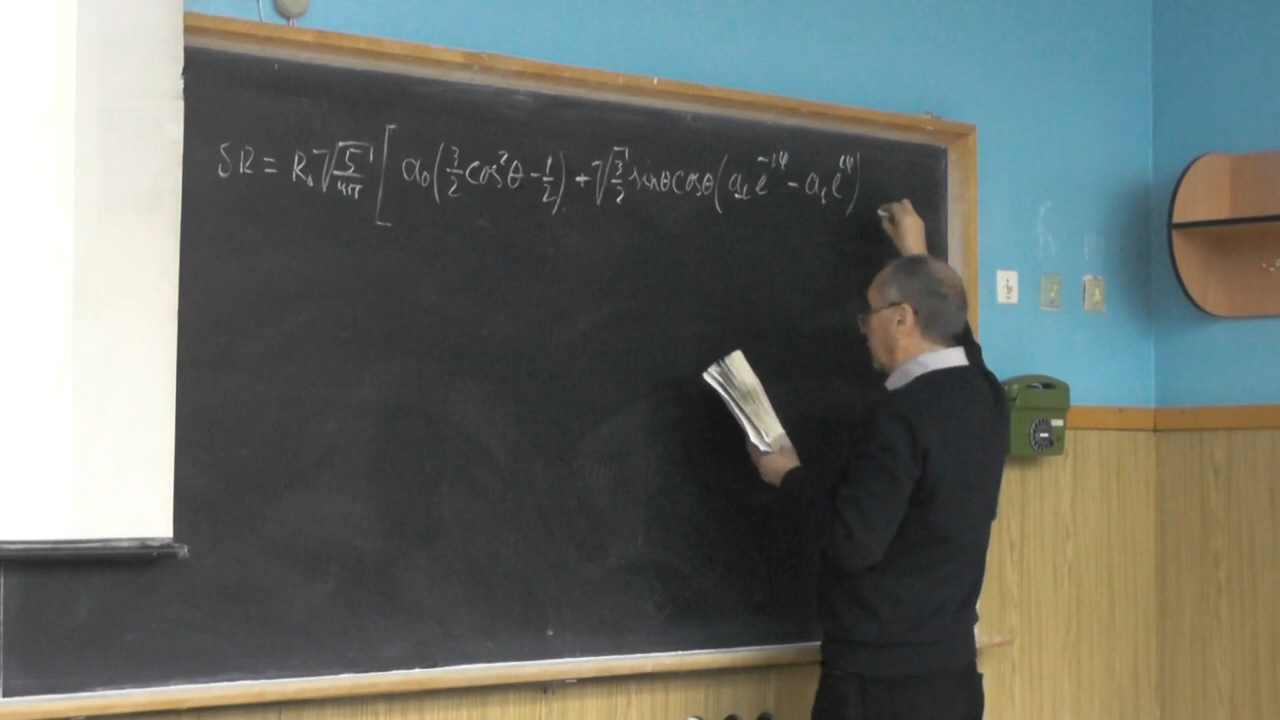 δR = R₀ √(5/4π) [ a₀ (3/2 cos²θ - 1/2) + √(3/2) sinθ cosθ (a₁ e^{-iφ} - a₁ e^{iφ})